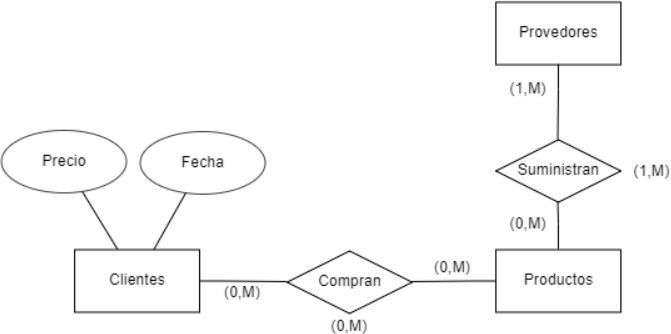 Provedores
(1,M)
Precio
Fecha
Suministran
(1,M)
(0,M)
Clientes
(0,M)
Compran
(0,M)
Productos
(0,M)